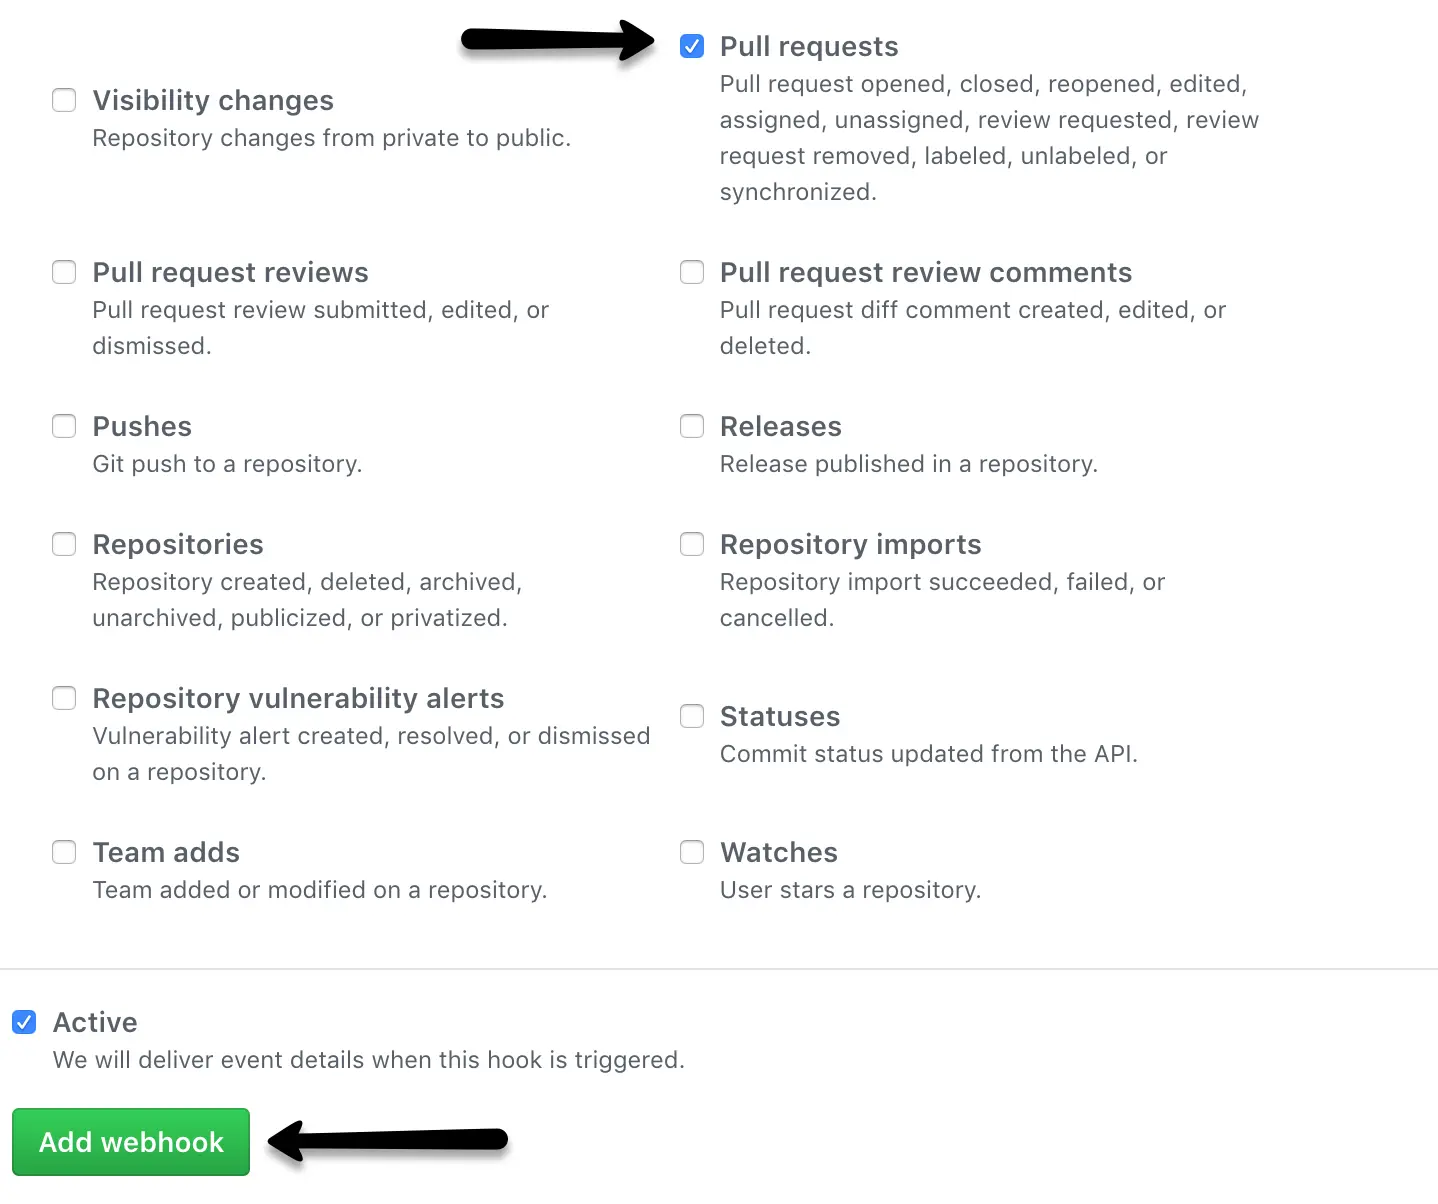 Pull requests
Pull request opened, closed, reopened, edited,
assigned, unassigned, review requested, review
request removed, labeled, unlabeled, or
synchronized.
Visibility changes
Repository changes from private to public.
Pull request reviews
Pull request review submitted, edited, or
dismissed.
Pull request review comments
Pull request diff comment created, edited, or
deleted.
Pushes
Git push to a repository.
Releases
Release published in a repository.
Repositories
Repository created, deleted, archived,
unarchived, publicized, or privatized.
Repository imports
Repository import succeeded, failed, or
cancelled.
Repository vulnerability alerts
Vulnerability alert created, resolved, or dismissed
on a repository.
Statuses
Commit status updated from the API.
Team adds
Team added or modified on a repository.
Watches
User stars a repository.
Active
We will deliver event details when this hook is triggered.
Add webhook